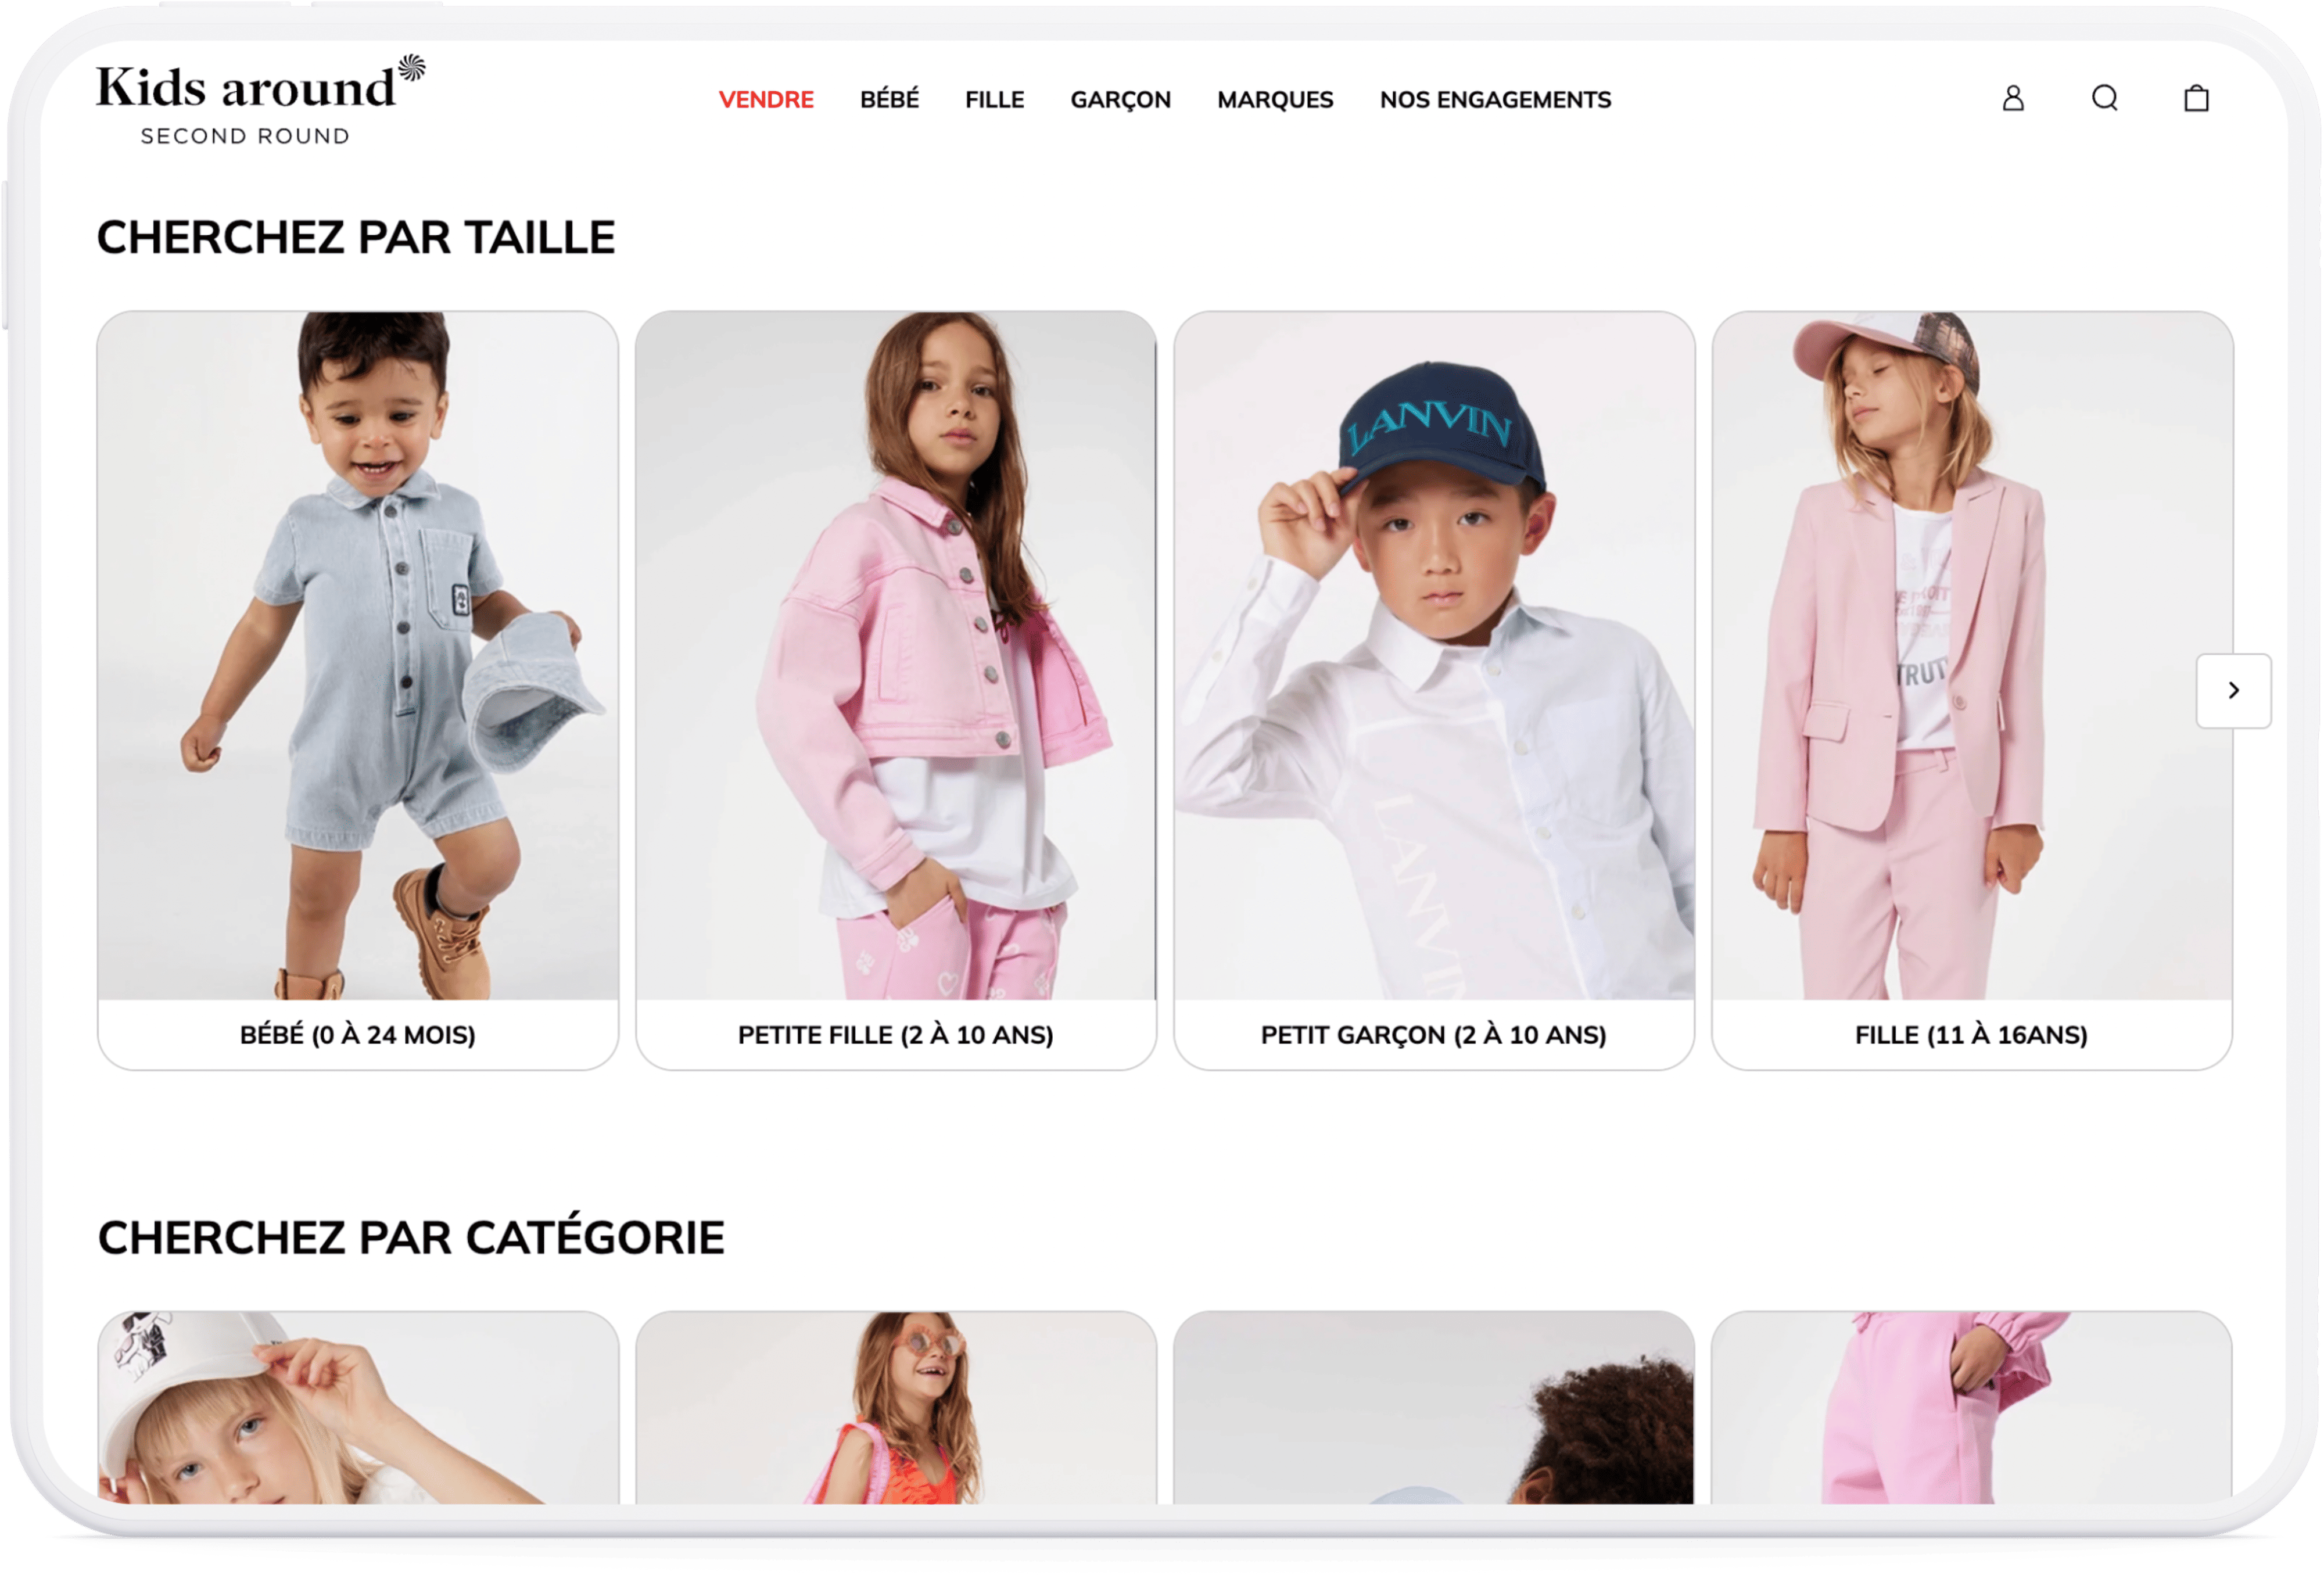 Kids around
SECOND ROUND
VENDRE BÉBÉ FILLE GARÇON MARQUES NOS ENGAGEMENTS
CHERCHEZ PAR TAILLE
LANVIN
LANVIN
TRUT
BÉBÉ (0 À 24 MOIS)
PETITE FILLE (2 À 10 ANS)
PETIT GARÇON (2 À 10 ANS)
FILLE (11 À 16ANS)
CHERCHEZ PAR CATÉGORIE